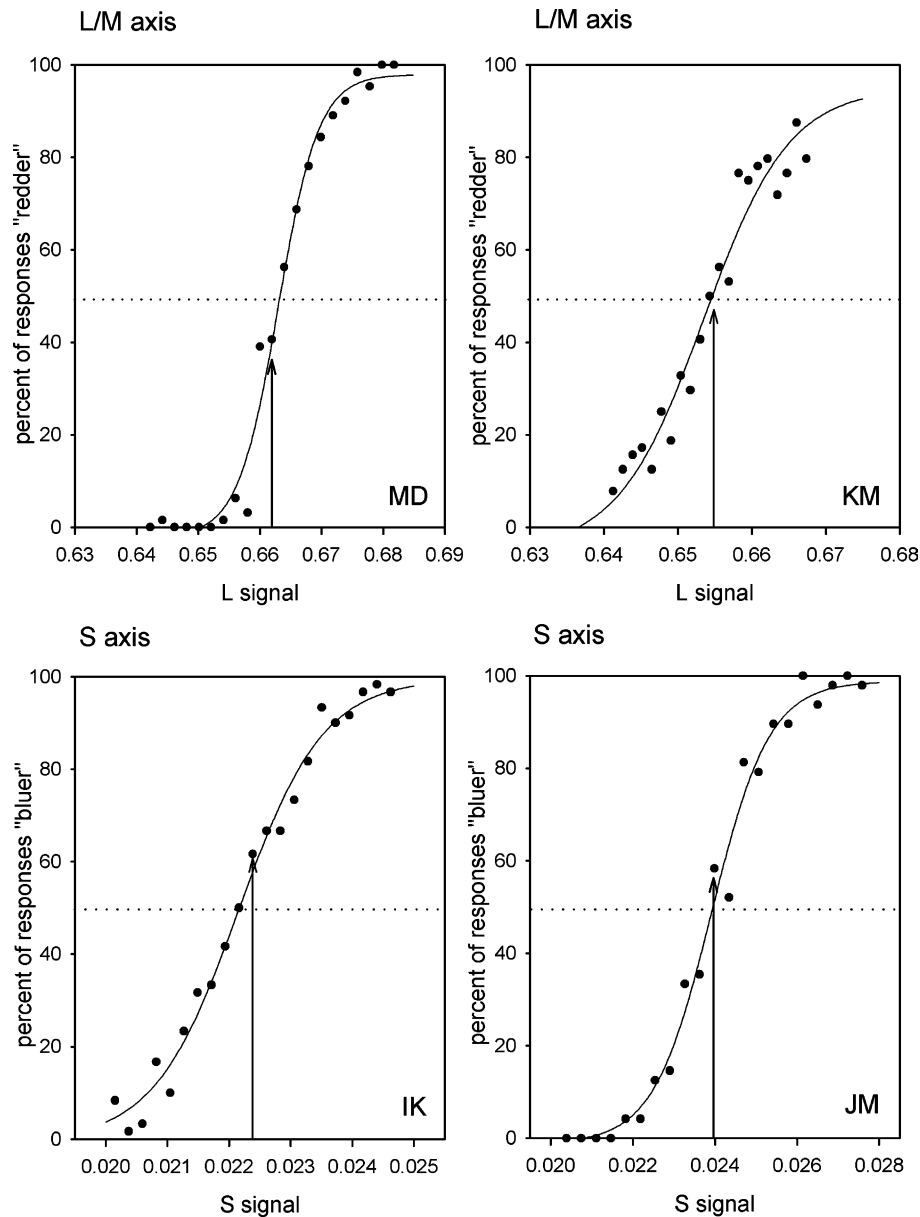 L/M axis
percent of responses "redder"
100
80
60
40
20
0
0.63 0.64 0.65 0.66 0.67 0.68 0.69
L signal
MD
L/M axis
percent of responses "redder"
100
80
60
40
20
0
0.63 0.64 0.65 0.66 0.67 0.68
L signal
KM
S axis
percent of responses "bluer"
100
80
60
40
20
0
0.020 0.021 0.022 0.023 0.024 0.025
S signal
IK
S axis
percent of responses "bluer"
100
80
60
40
20
0
0.020 0.022 0.024 0.026 0.028
S signal
JM